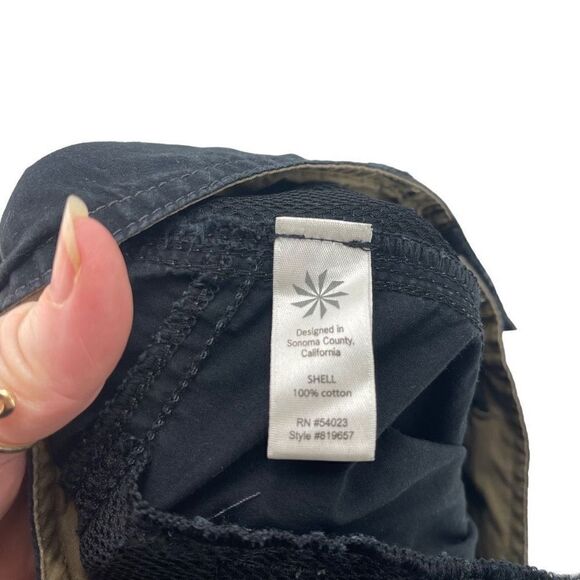 Designed in
Sonoma County,
California
SHELL
100% cotton
RN #54023
Style #819657